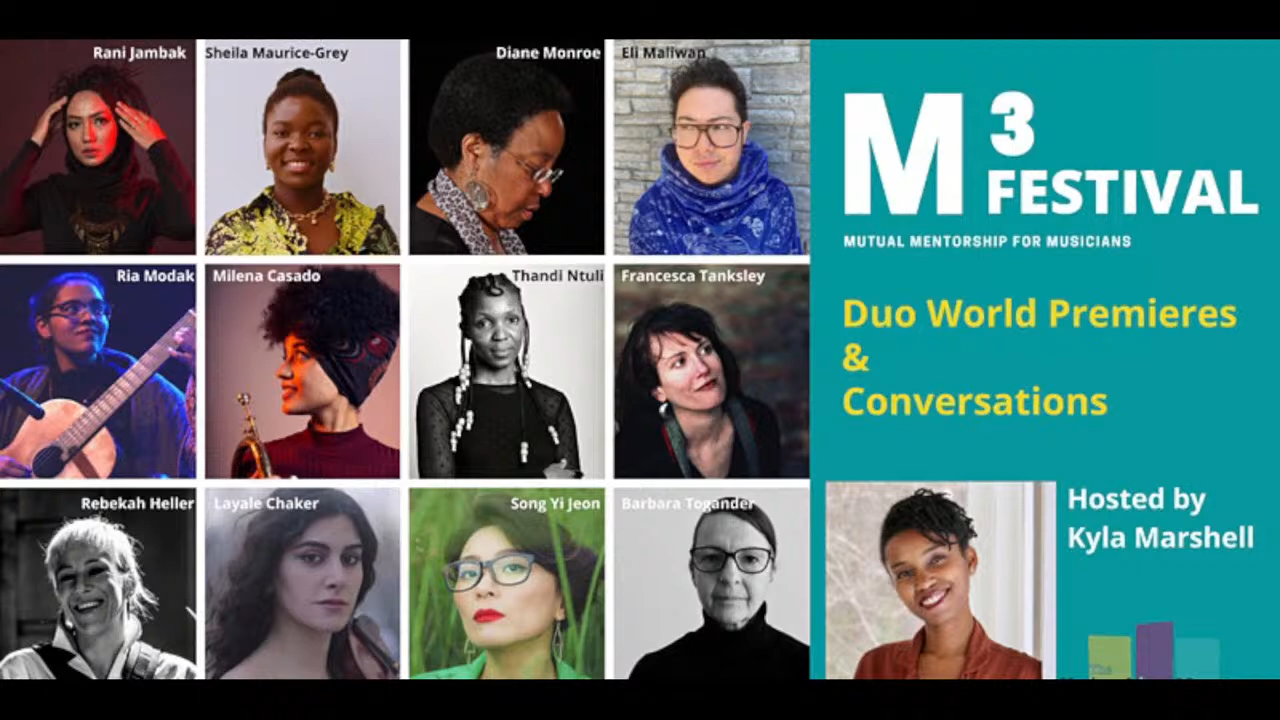 Rani Jambak
Sheila Maurice-Grey
Diane Monroe
Eli Maliwan
Ria Modak
Milena Casado
Thandi Ntuli
Francesca Tanksley
Rebekah Heller
Layale Chaker
Song Yi Jeon
Barbara Togander
M3
FESTIVAL
MUTUAL MENTORSHIP FOR MUSICIANS
Duo World Premieres
&
Conversations
Hosted by
Kyla Marshell
The